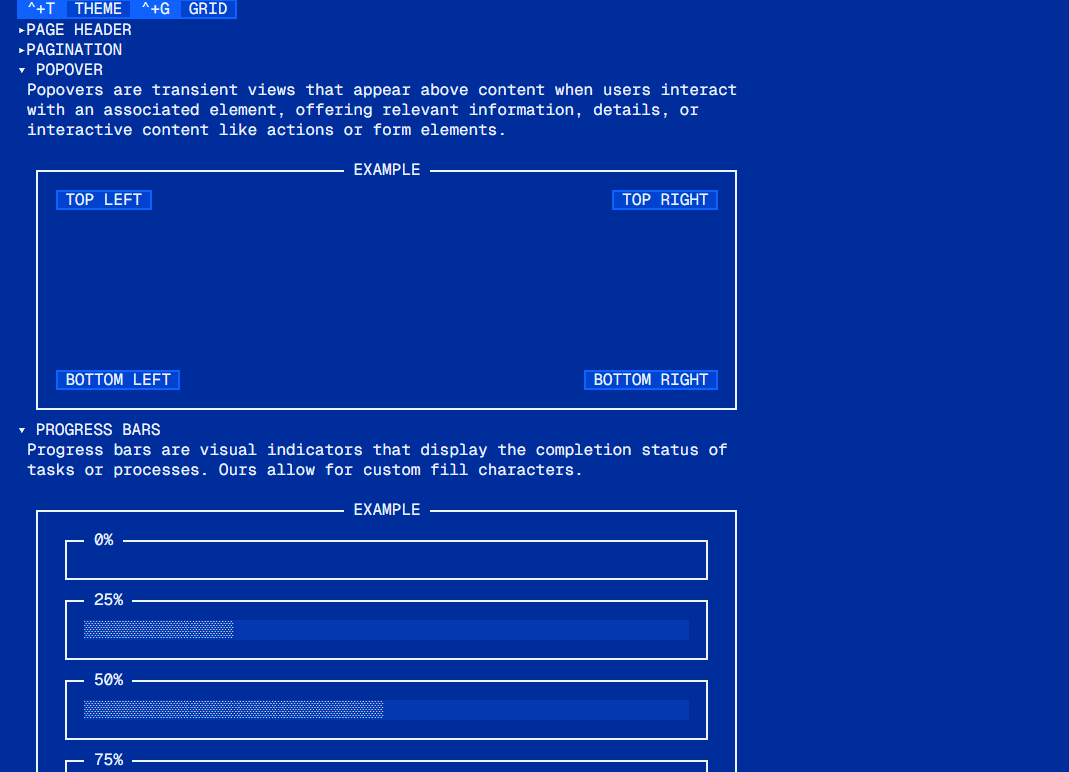 ^+T THEME ^+G GRID
▸PAGE HEADER
▸PAGINATION
▾ POPOVER
Popovers are transient views that appear above content when users interact
with an associated element, offering relevant information, details, or
interactive content like actions or form elements.
EXAMPLE
TOP LEFT TOP RIGHT
BOTTOM LEFT BOTTOM RIGHT
▾ PROGRESS BARS
Progress bars are visual indicators that display the completion status of
tasks or processes. Ours allow for custom fill characters.
EXAMPLE
0%
25%
50%
75%